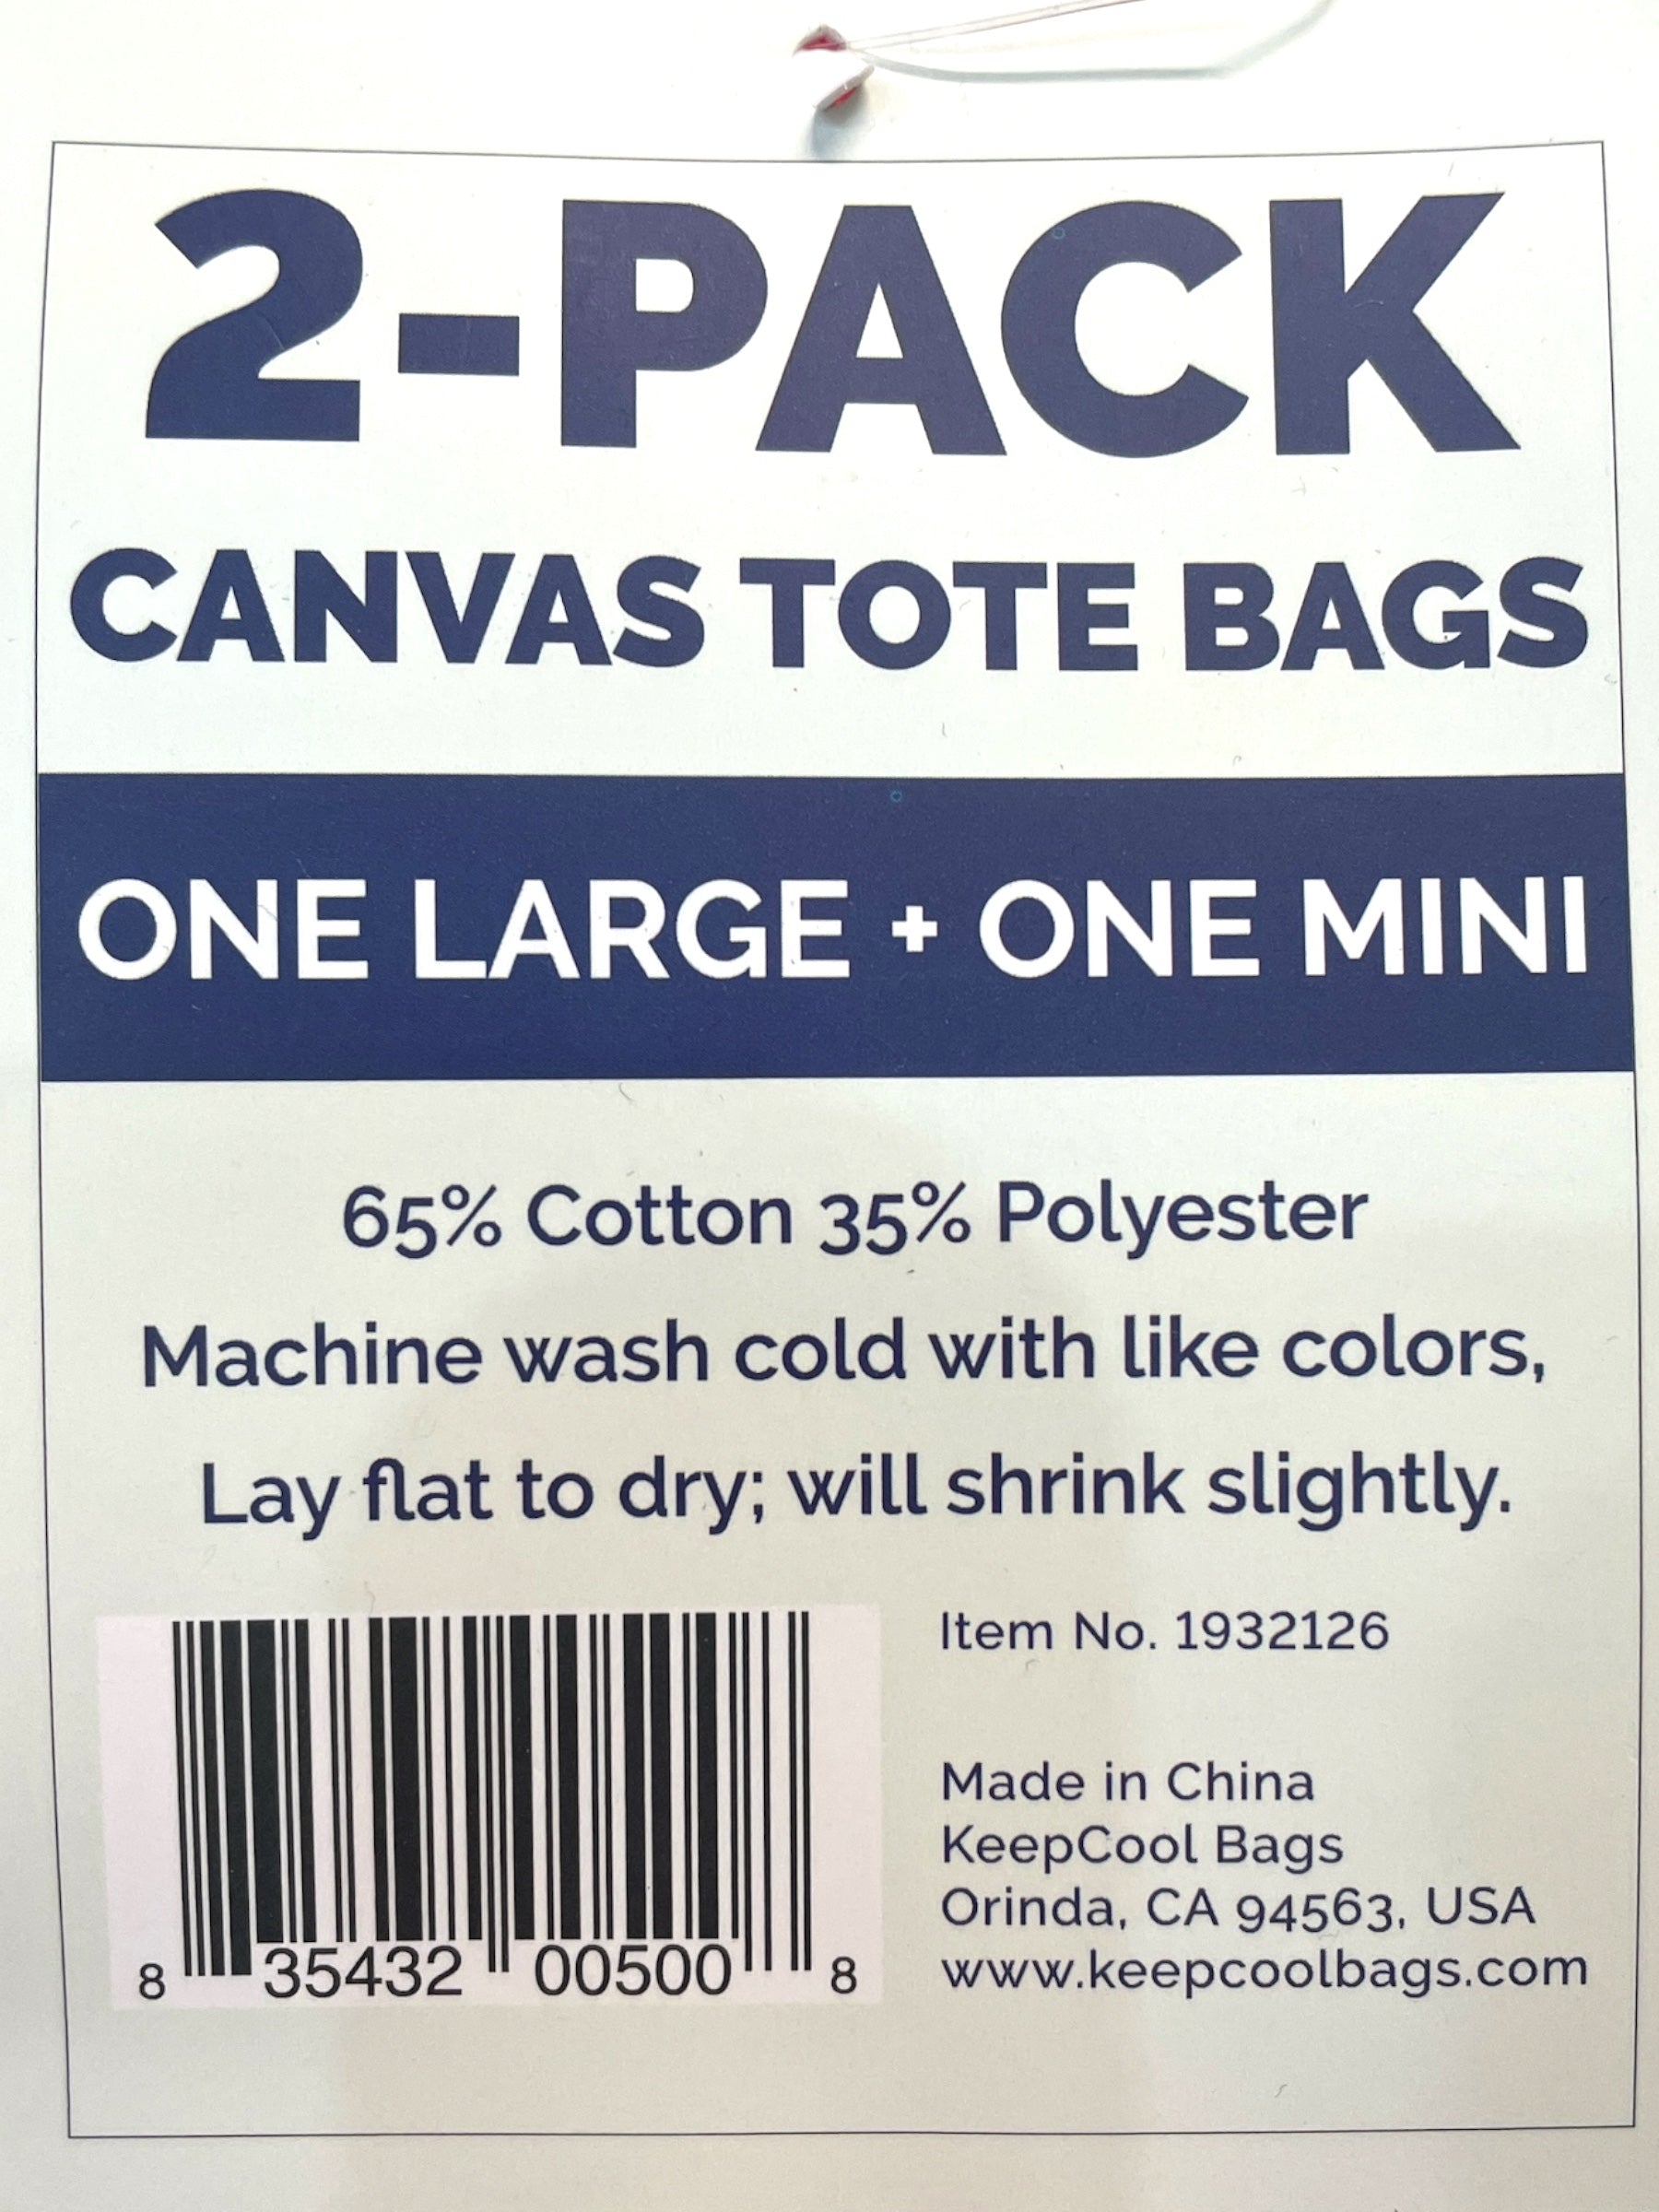 2-PACK
CANVAS TOTE BAGS
ONE LARGE + ONE MINI
65% Cotton 35% Polyester
Machine wash cold with like colors,
Lay flat to dry; will shrink slightly.
Item No. 1932126
Made in China
KeepCool Bags
Orinda, CA 94563, USA
www.keepcoolbags.com
8 35432 00500 8